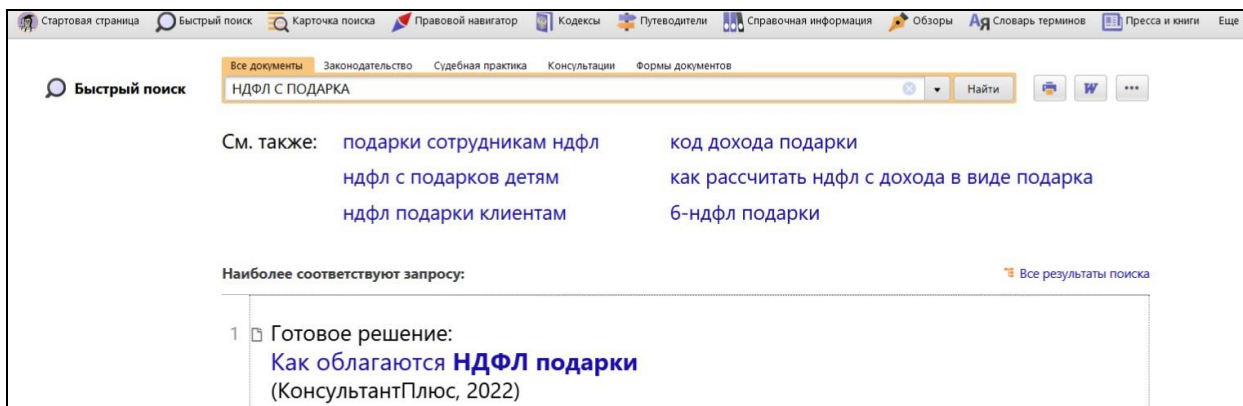 Стартовая страница Быстрый поиск Карточка поиска Правовой навигатор Кодексы Путеводители Справочная информация Обзоры Aя Словарь терминов Пресса и книги Еще
Все документы Законодательство Судебная практика Консультации Формы документов
Быстрый поиск НДФЛ С ПОДАРКА Найти W ...
См. также: подарки сотрудникам ндфл код дохода подарки
ндфл с подарков детям как рассчитать ндфл с дохода в виде подарка
ндфл подарки клиентам 6-ндфл подарки
Наиболее соответствуют запросу: Все результаты поиска
1 Готовое решение:
Как облагаются НДФЛ подарки
(КонсультантПлюс, 2022)